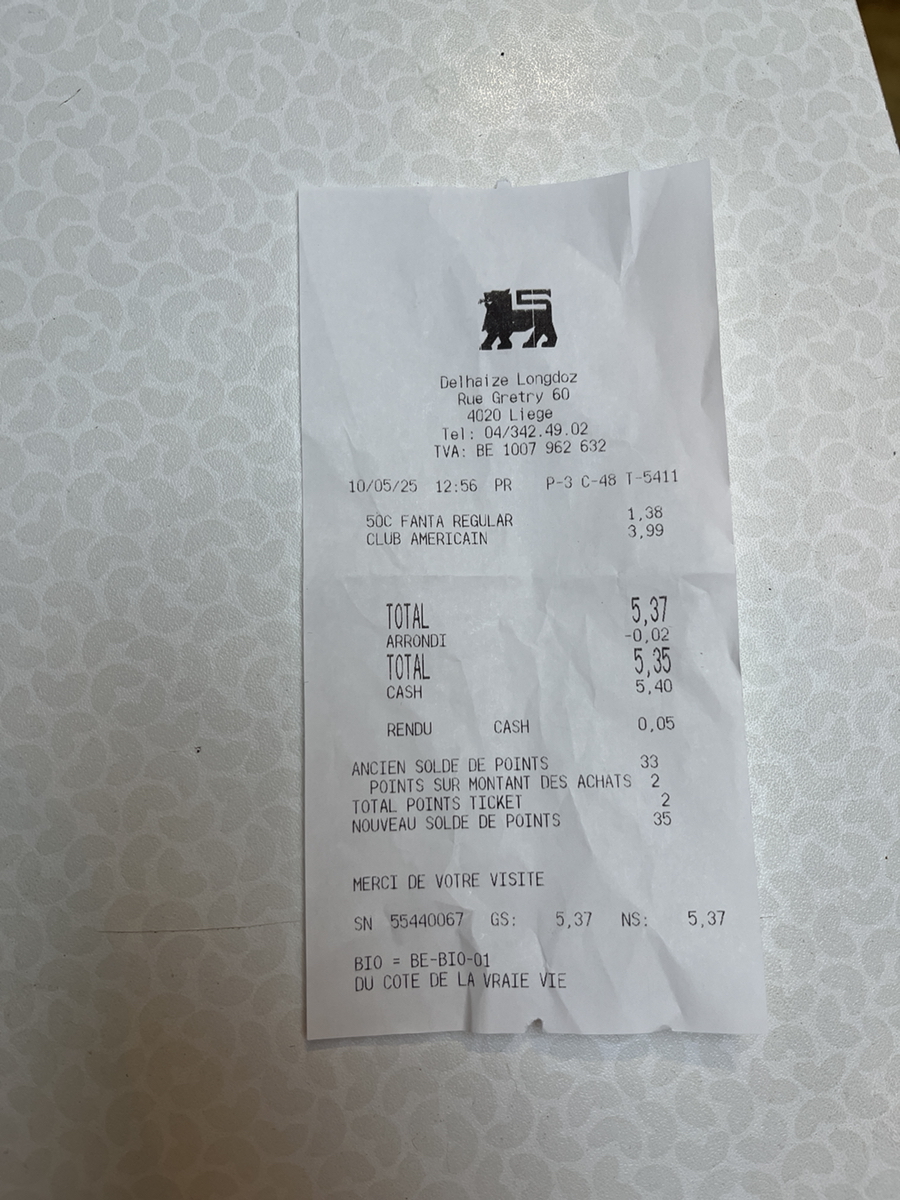 Delhaize Longdoz
Rue Gretry 60
4020 Liege
Tel: 04/342.49.02
TVA: BE 1007 962 632
10/05/25 12:56 PR P-3 C-48 T-5411
50C FANTA REGULAR 1,38
CLUB AMERICAIN 3,99
TOTAL 5,37
ARRONDI -0,02
TOTAL 5,35
CASH 5,40
RENDU CASH 0,05
ANCIEN SOLDE DE POINTS 33
POINTS SUR MONTANT DES ACHATS 2
TOTAL POINTS TICKET 2
NOUVEAU SOLDE DE POINTS 35
MERCI DE VOTRE VISITE
SN 55440067 GS: 5,37 NS: 5,37
BIO = BE-BIO-01
DU COTE DE LA VRAIE VIE